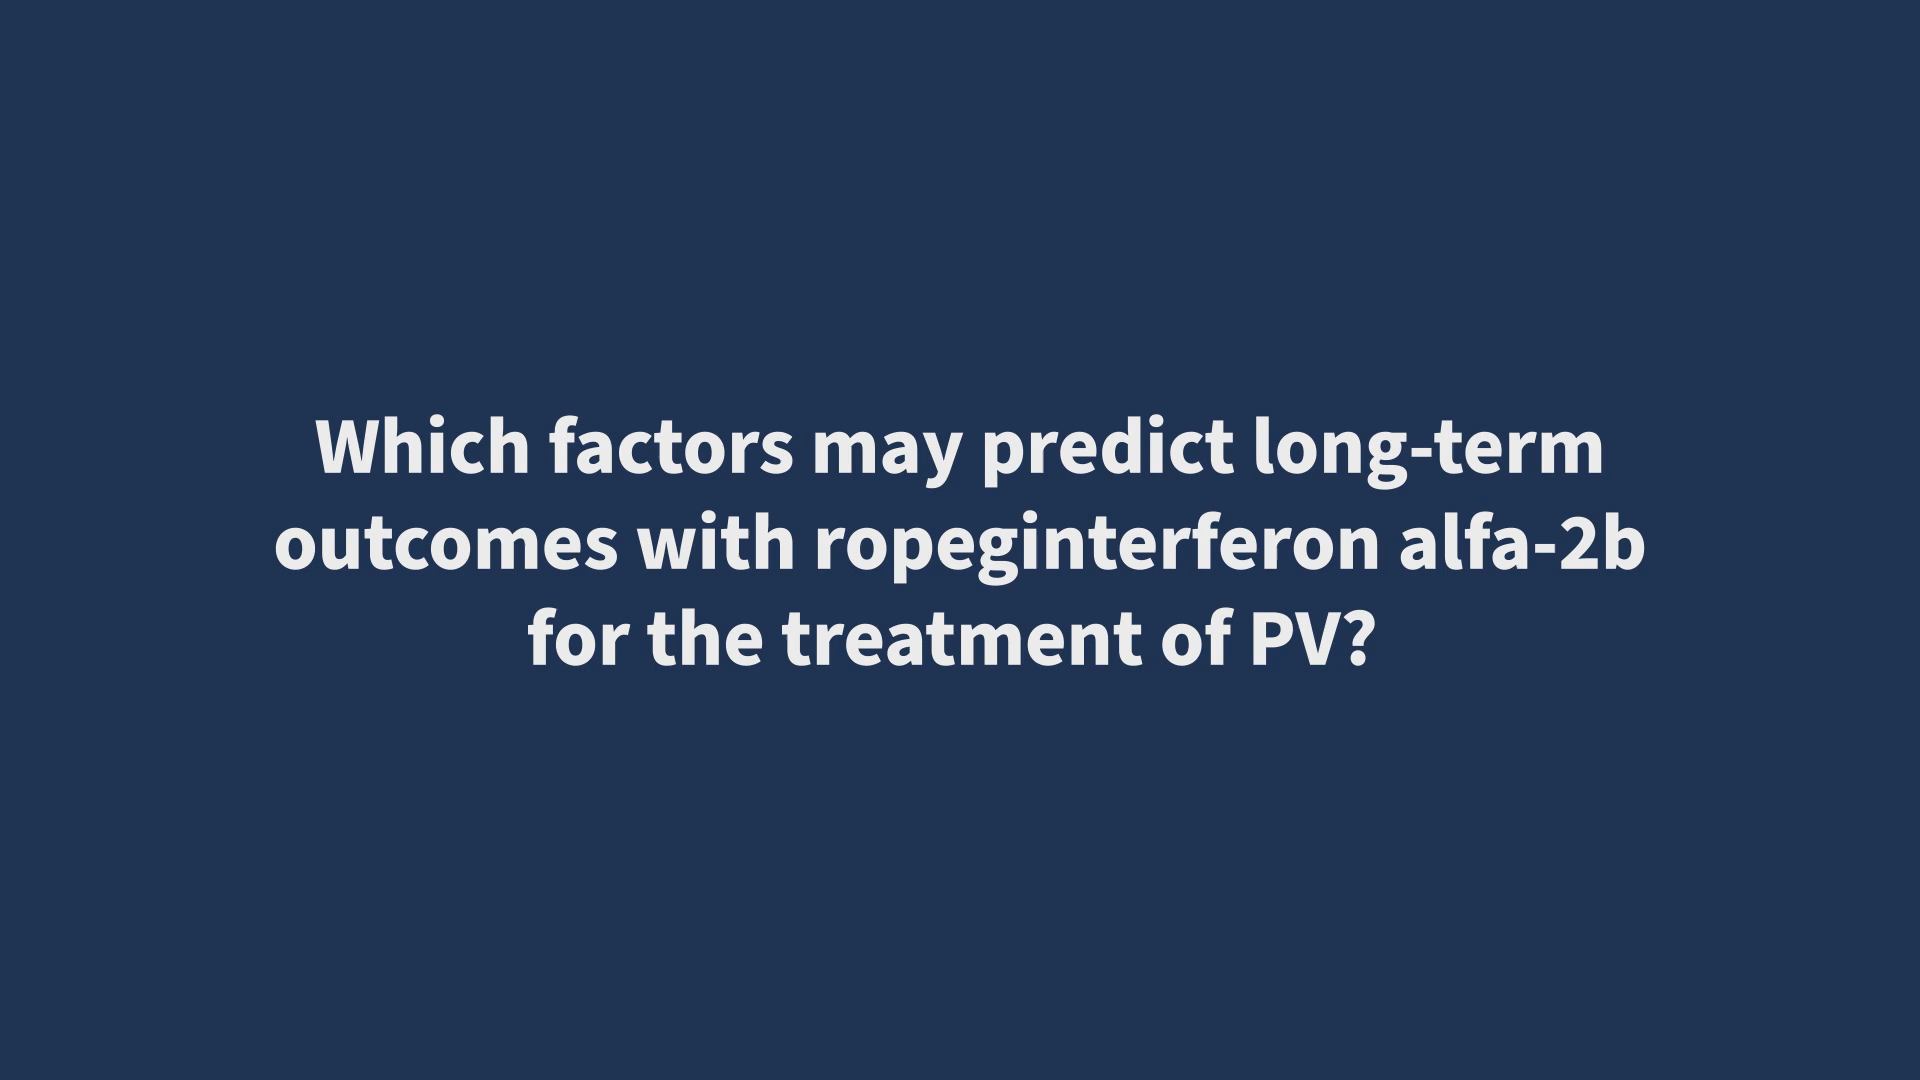 Which factors may predict long-term
outcomes with ropeginterferon alfa-2b
for the treatment of PV?